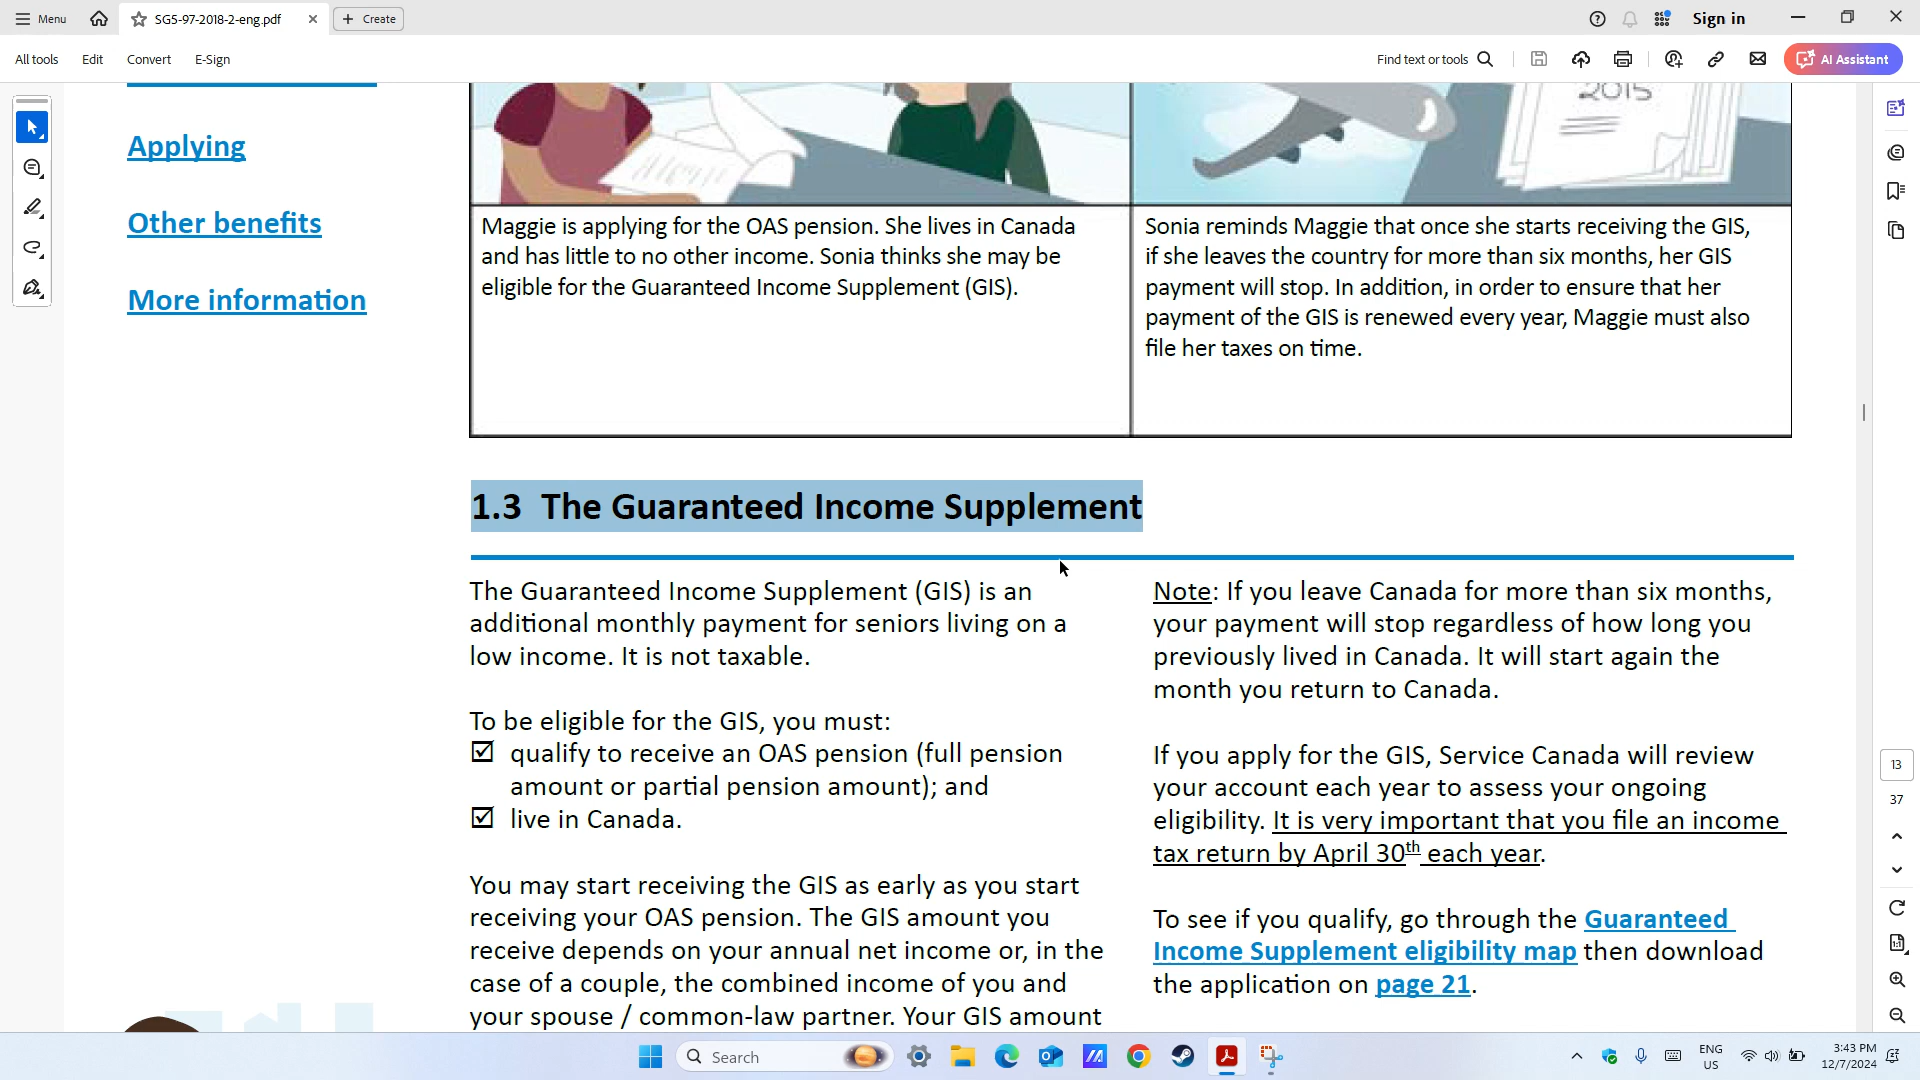 Menu
SG5-97-2018-2-eng.pdf
Create
Sign in
All tools
Edit
Convert
E-Sign
Find text or tools
AI Assistant
Applying
Other benefits
More information
2015
Maggie is applying for the OAS pension. She lives in Canada
and has little to no other income. Sonia thinks she may be
eligible for the Guaranteed Income Supplement (GIS).
Sonia reminds Maggie that once she starts receiving the GIS,
if she leaves the country for more than six months, her GIS
payment will stop. In addition, in order to ensure that her
payment of the GIS is renewed every year, Maggie must also
file her taxes on time.
1.3 The Guaranteed Income Supplement
The Guaranteed Income Supplement (GIS) is an
additional monthly payment for seniors living on a
low income. It is not taxable.
To be eligible for the GIS, you must:
qualify to receive an OAS pension (full pension
amount or partial pension amount); and
live in Canada.
You may start receiving the GIS as early as you start
receiving your OAS pension. The GIS amount you
receive depends on your annual net income or, in the
case of a couple, the combined income of you and
your spouse / common-law partner. Your GIS amount
Note: If you leave Canada for more than six months,
your payment will stop regardless of how long you
previously lived in Canada. It will start again the
month you return to Canada.
If you apply for the GIS, Service Canada will review
your account each year to assess your ongoing
eligibility. It is very important that you file an income
tax return by April 30th each year.
To see if you qualify, go through the Guaranteed
Income Supplement eligibility map then download
the application on page 21.
13
37
Search
ENG
US
3:43 PM
12/7/2024